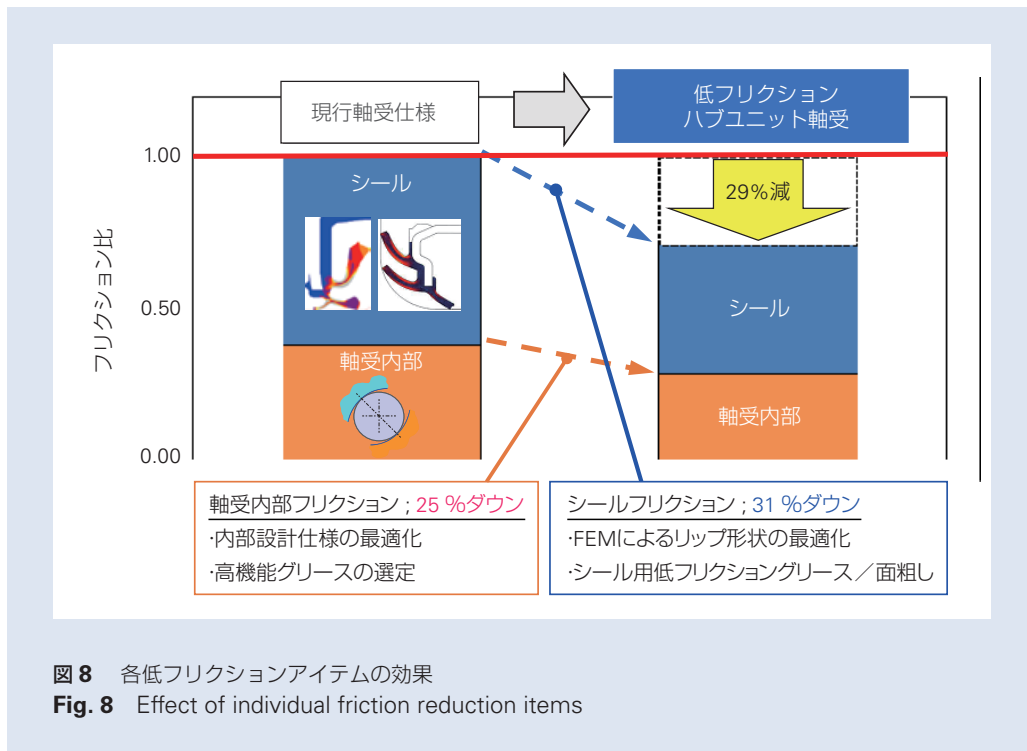 現行軸受仕様
低フリクション
ハブユニット軸受
フリクション比
1.00
0.50
0.00
シール
軸受内部
29%減
シール
軸受内部
軸受内部フリクション ; 25 %ダウン
･内部設計仕様の最適化
･高機能グリースの選定
シールフリクション ; 31 %ダウン
･FEMによるリップ形状の最適化
･シール用低フリクショングリース／面粗し
図 8 各低フリクションアイテムの効果
Fig. 8 Effect of individual friction reduction items